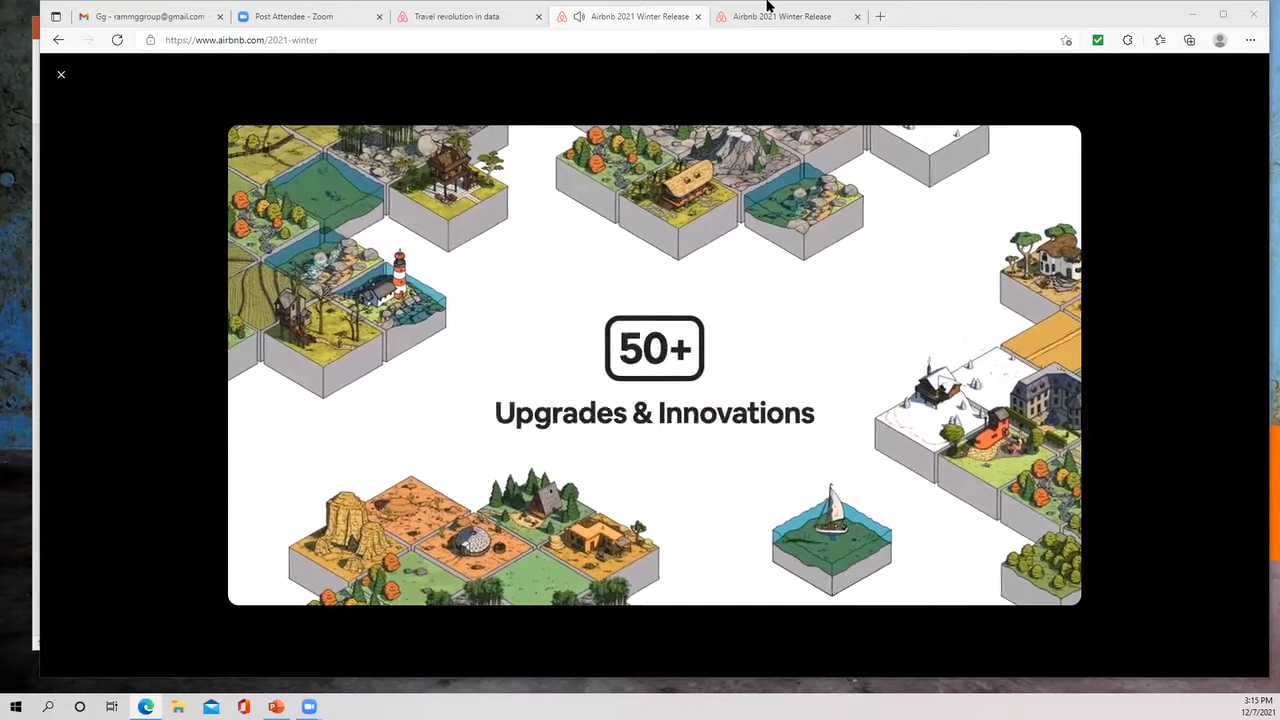 Gg - rammggroup@gmail.com
Post Attendee - Zoom
Travel revolution in data
Airbnb 2021 Winter Release
Airbnb 2021 Winter Release
https://www.airbnb.com/2021-winter
50+
Upgrades & Innovations
3:15 PM
12/7/2021